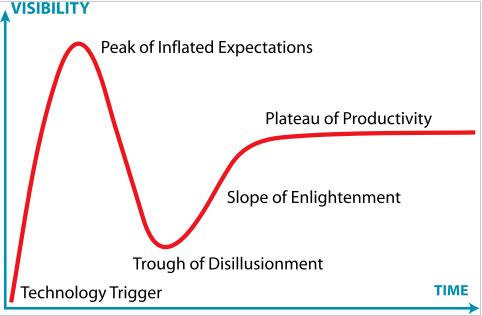 VISIBILITY
Peak of Inflated Expectations
Plateau of Productivity
Slope of Enlightenment
Trough of Disillusionment
Technology Trigger
TIME